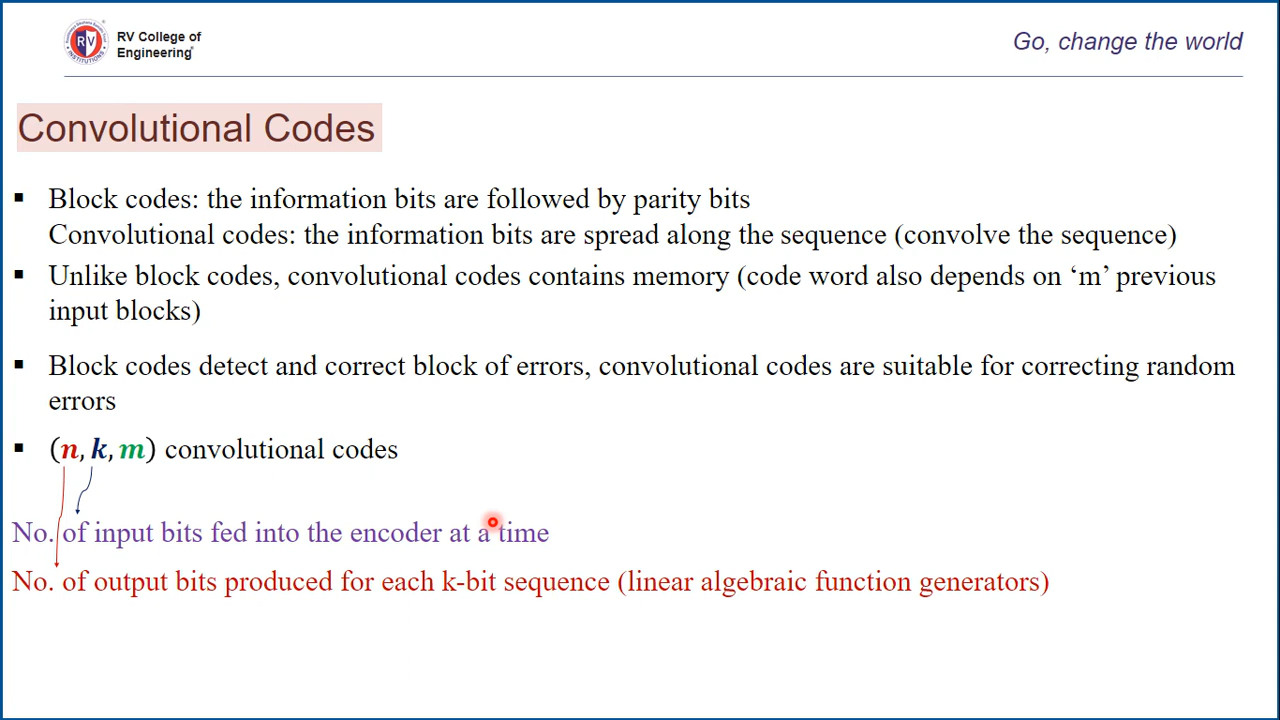 RV College of
Engineering
Go, change the world
Convolutional Codes
▪ Block codes: the information bits are followed by parity bits
Convolutional codes: the information bits are spread along the sequence (convolve the sequence)
▪ Unlike block codes, convolutional codes contains memory (code word also depends on ‘m’ previous
input blocks)
▪ Block codes detect and correct block of errors, convolutional codes are suitable for correcting random
errors
▪ (n, k, m) convolutional codes
No. of input bits fed into the encoder at a time
No. of output bits produced for each k-bit sequence (linear algebraic function generators)